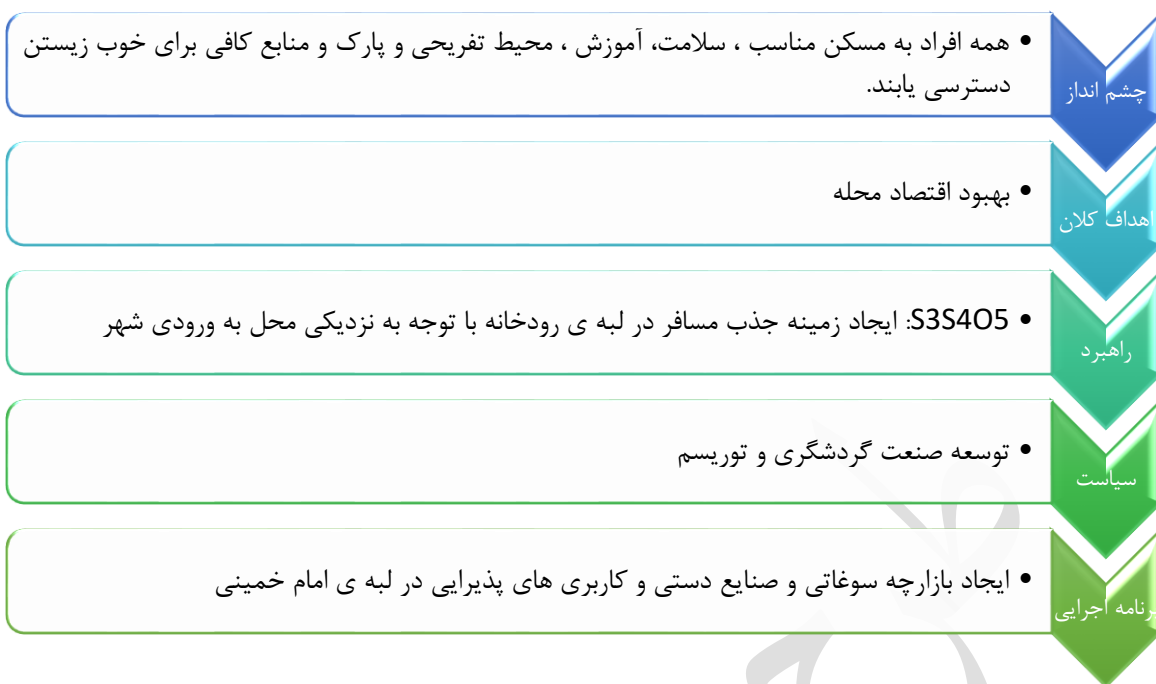 چشم انداز
• همه افراد به مسکن مناسب ، سلامت، آموزش ، محیط تفریحی و پارک و منابع کافی برای خوب زیستن
دسترسی یابند.
اهداف کلان
• بهبود اقتصاد محله
راهبرد
• S3S4O5: ایجاد زمینه جذب مسافر در لبه ی رودخانه با توجه به نزدیکی محل به ورودی شهر
سیاست
• توسعه صنعت گردشگری و توریسم
برنامه اجرایی
• ایجاد بازارچه سوغاتی و صنایع دستی و کاربری های پذیرایی در لبه ی امام خمینی